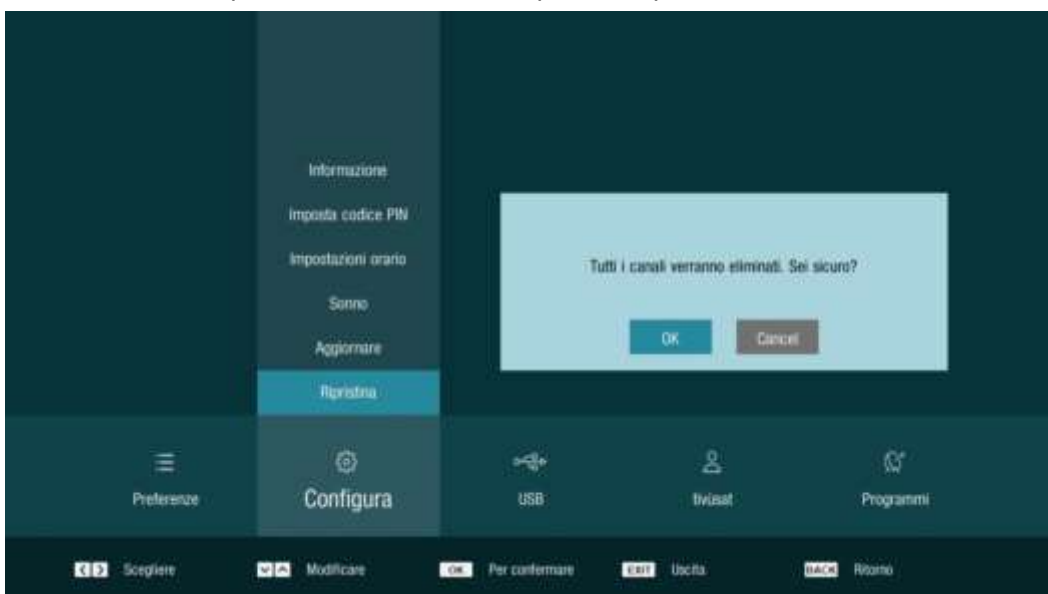 Informazione
Imposta codice PIN
Impostazioni orario
Sonno
Aggiornare
Ripristina
Tutti i canali verranno eliminati. Sei sicuro?
OK Cancel
Preferenze Configura USB tivùsat Programmi
Scegliere Modificare OK Per confermare EXIT Uscita BACK Ritorno